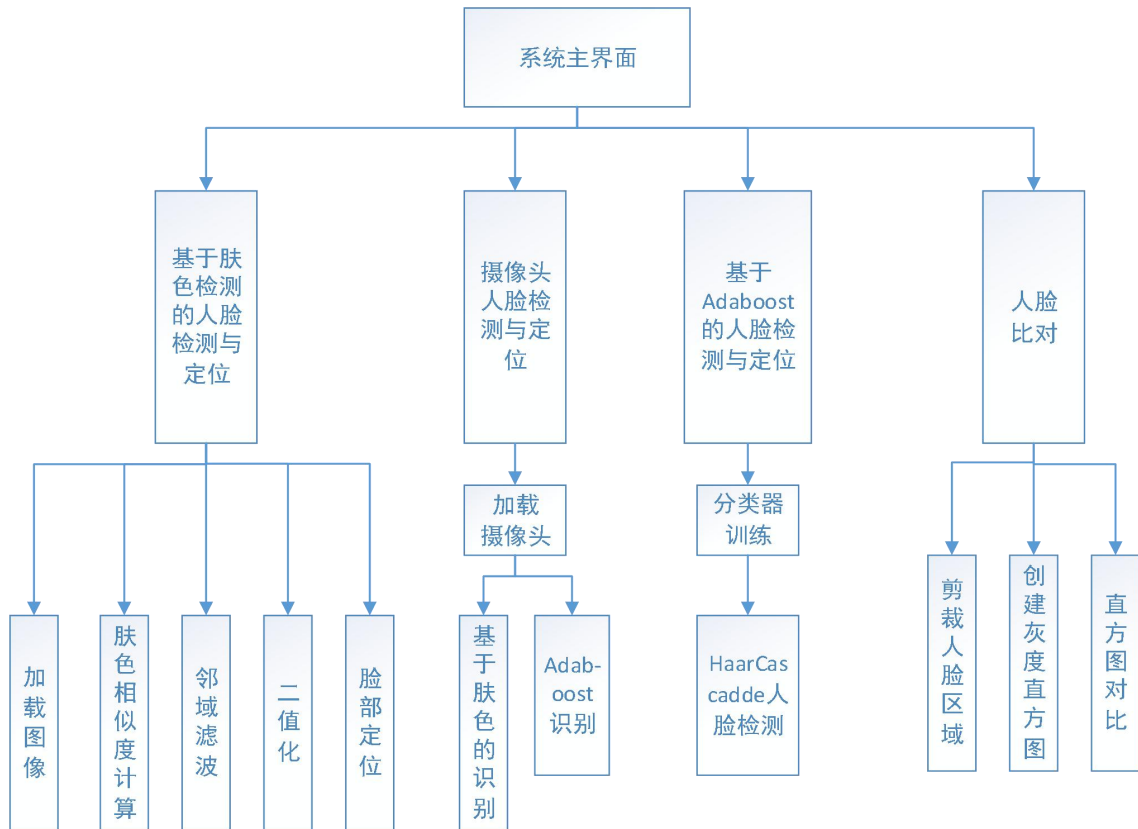 系统主界面
基于肤
色检测
的人脸
检测与
定位
摄像头
人脸检
测与定
位
基于
Adaboost
的人脸检
测与定位
人脸
比对
加载
摄像头
分类器
训练
加载图像
肤色相似度计算
邻域滤波
二值化
脸部定位
基于肤色的识别
Adab-
oost
识别
HaarCas
cadde人
脸检测
剪裁人脸区域
创建灰度直方图
直方图对比